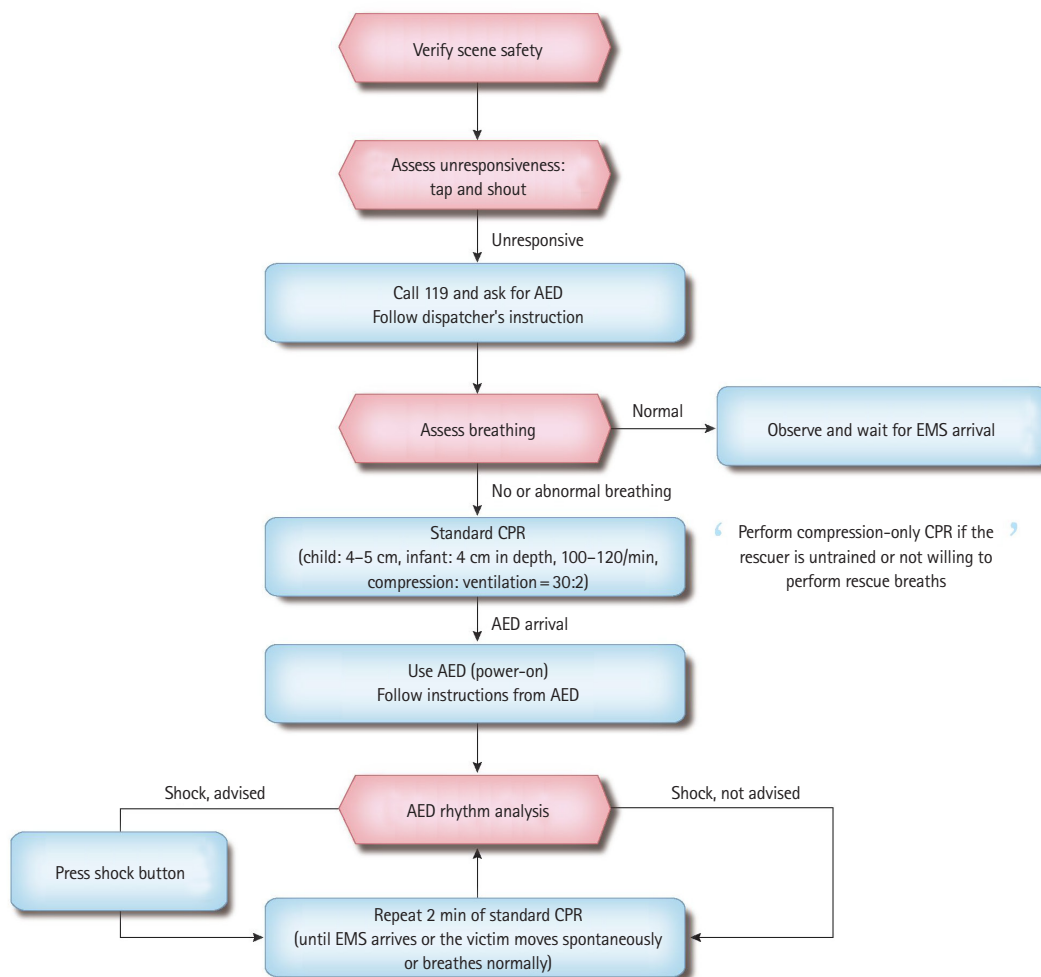 Verify scene safety
Assess unresponsiveness:
tap and shout
Unresponsive
Call 119 and ask for AED
Follow dispatcher's instruction
Assess breathing
Normal
Observe and wait for EMS arrival
No or abnormal breathing
Standard CPR
(child: 4–5 cm, infant: 4 cm in depth, 100–120/min,
compression: ventilation = 30:2)
‘ Perform compression-only CPR if the ’
rescuer is untrained or not willing to
perform rescue breaths
AED arrival
Use AED (power-on)
Follow instructions from AED
Shock, advised
AED rhythm analysis
Shock, not advised
Press shock button
Repeat 2 min of standard CPR
(until EMS arrives or the victim moves spontaneously
or breathes normally)